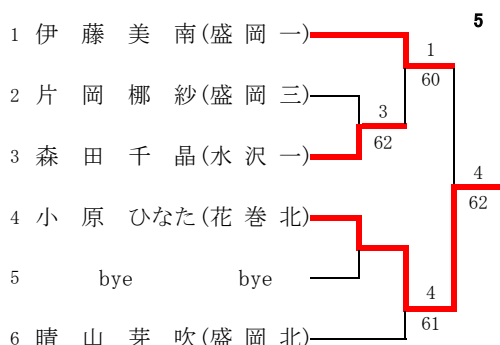 5
1 伊 藤 美 南(盛 岡 一)
1
60
2 片 岡 梛 紗(盛 岡 三)
3
62
3 森 田 千 晶(水 沢 一)
4
62
4 小 原 ひなた(花 巻 北)
5 bye bye
4
61
6 晴 山 芽 吹(盛 岡 北)